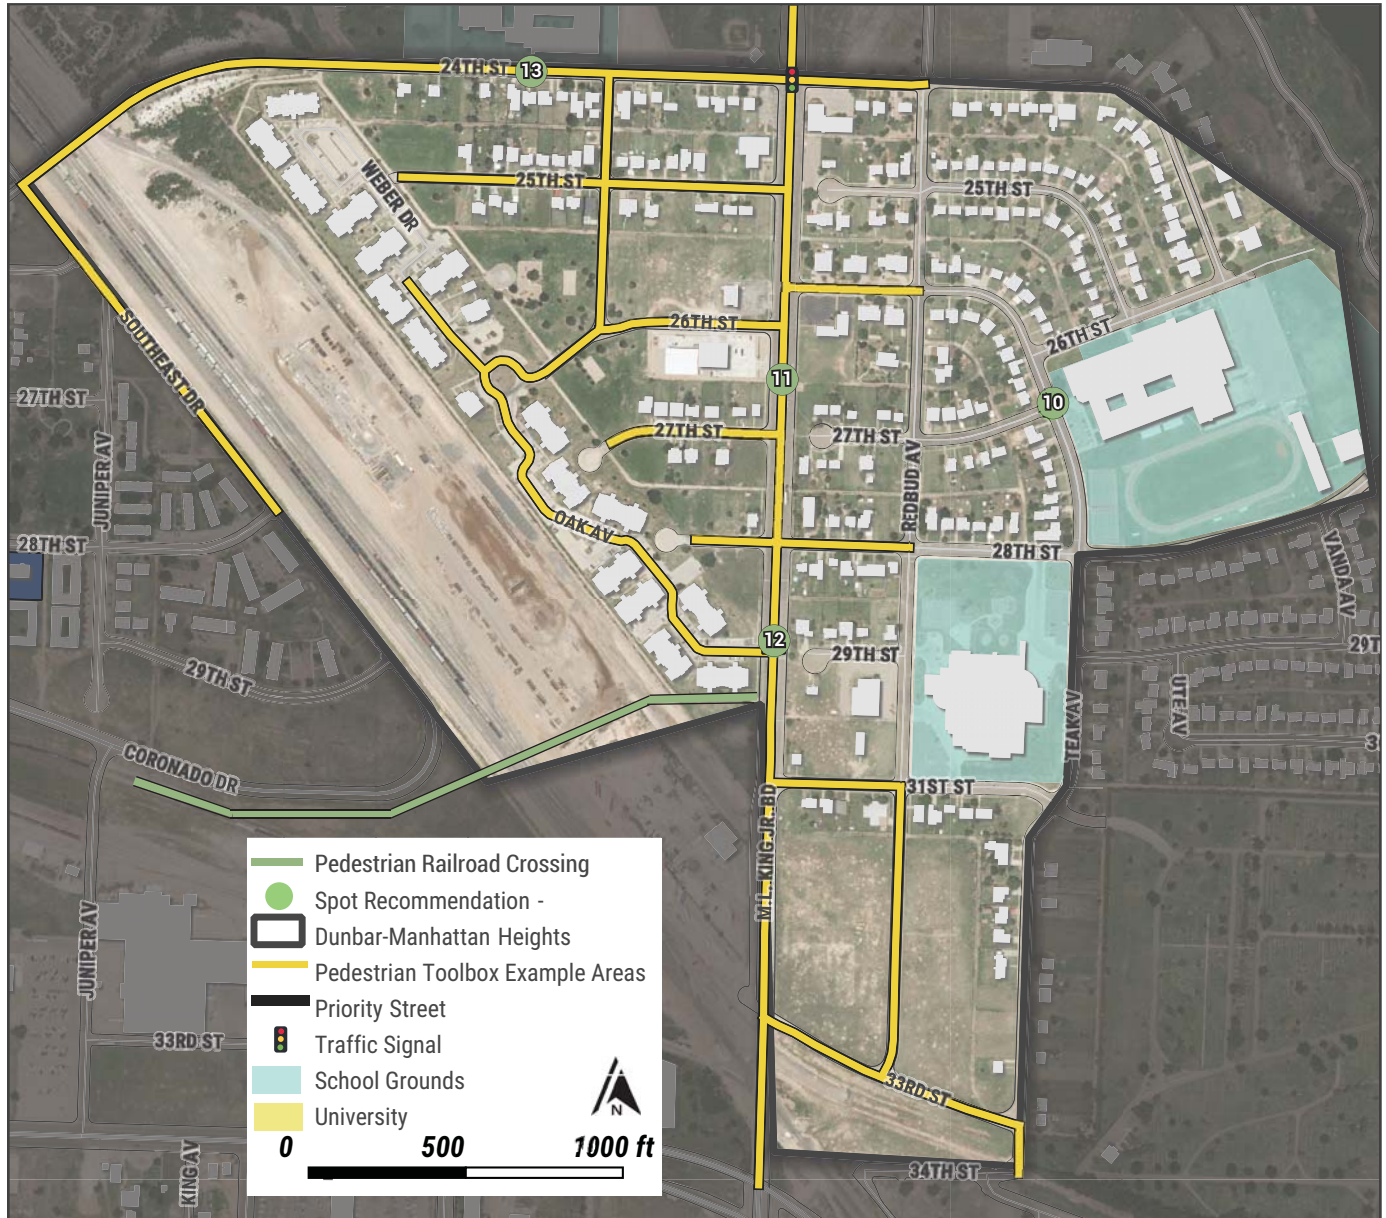 24TH ST
13
WEBER DR
25TH ST
25TH ST
SOUTHEAST DR
26TH ST
26TH ST
11
10
27TH ST
27TH ST
27TH ST
JUNIPER AV
REDBUD AV
OAK AV
28TH ST
28TH ST
VANDA AV
12
29TH ST
29TH ST
29T
UTE AV
TEAK AV
3
CORONADO DR
31ST ST
M.L. KING JR. BD
JUNIPER AV
33RD ST
33RD ST
34TH ST
KING AV
Pedestrian Railroad Crossing
Spot Recommendation -
Dunbar-Manhattan Heights
Pedestrian Toolbox Example Areas
Priority Street
Traffic Signal
School Grounds
University
N
0 500 1000 ft